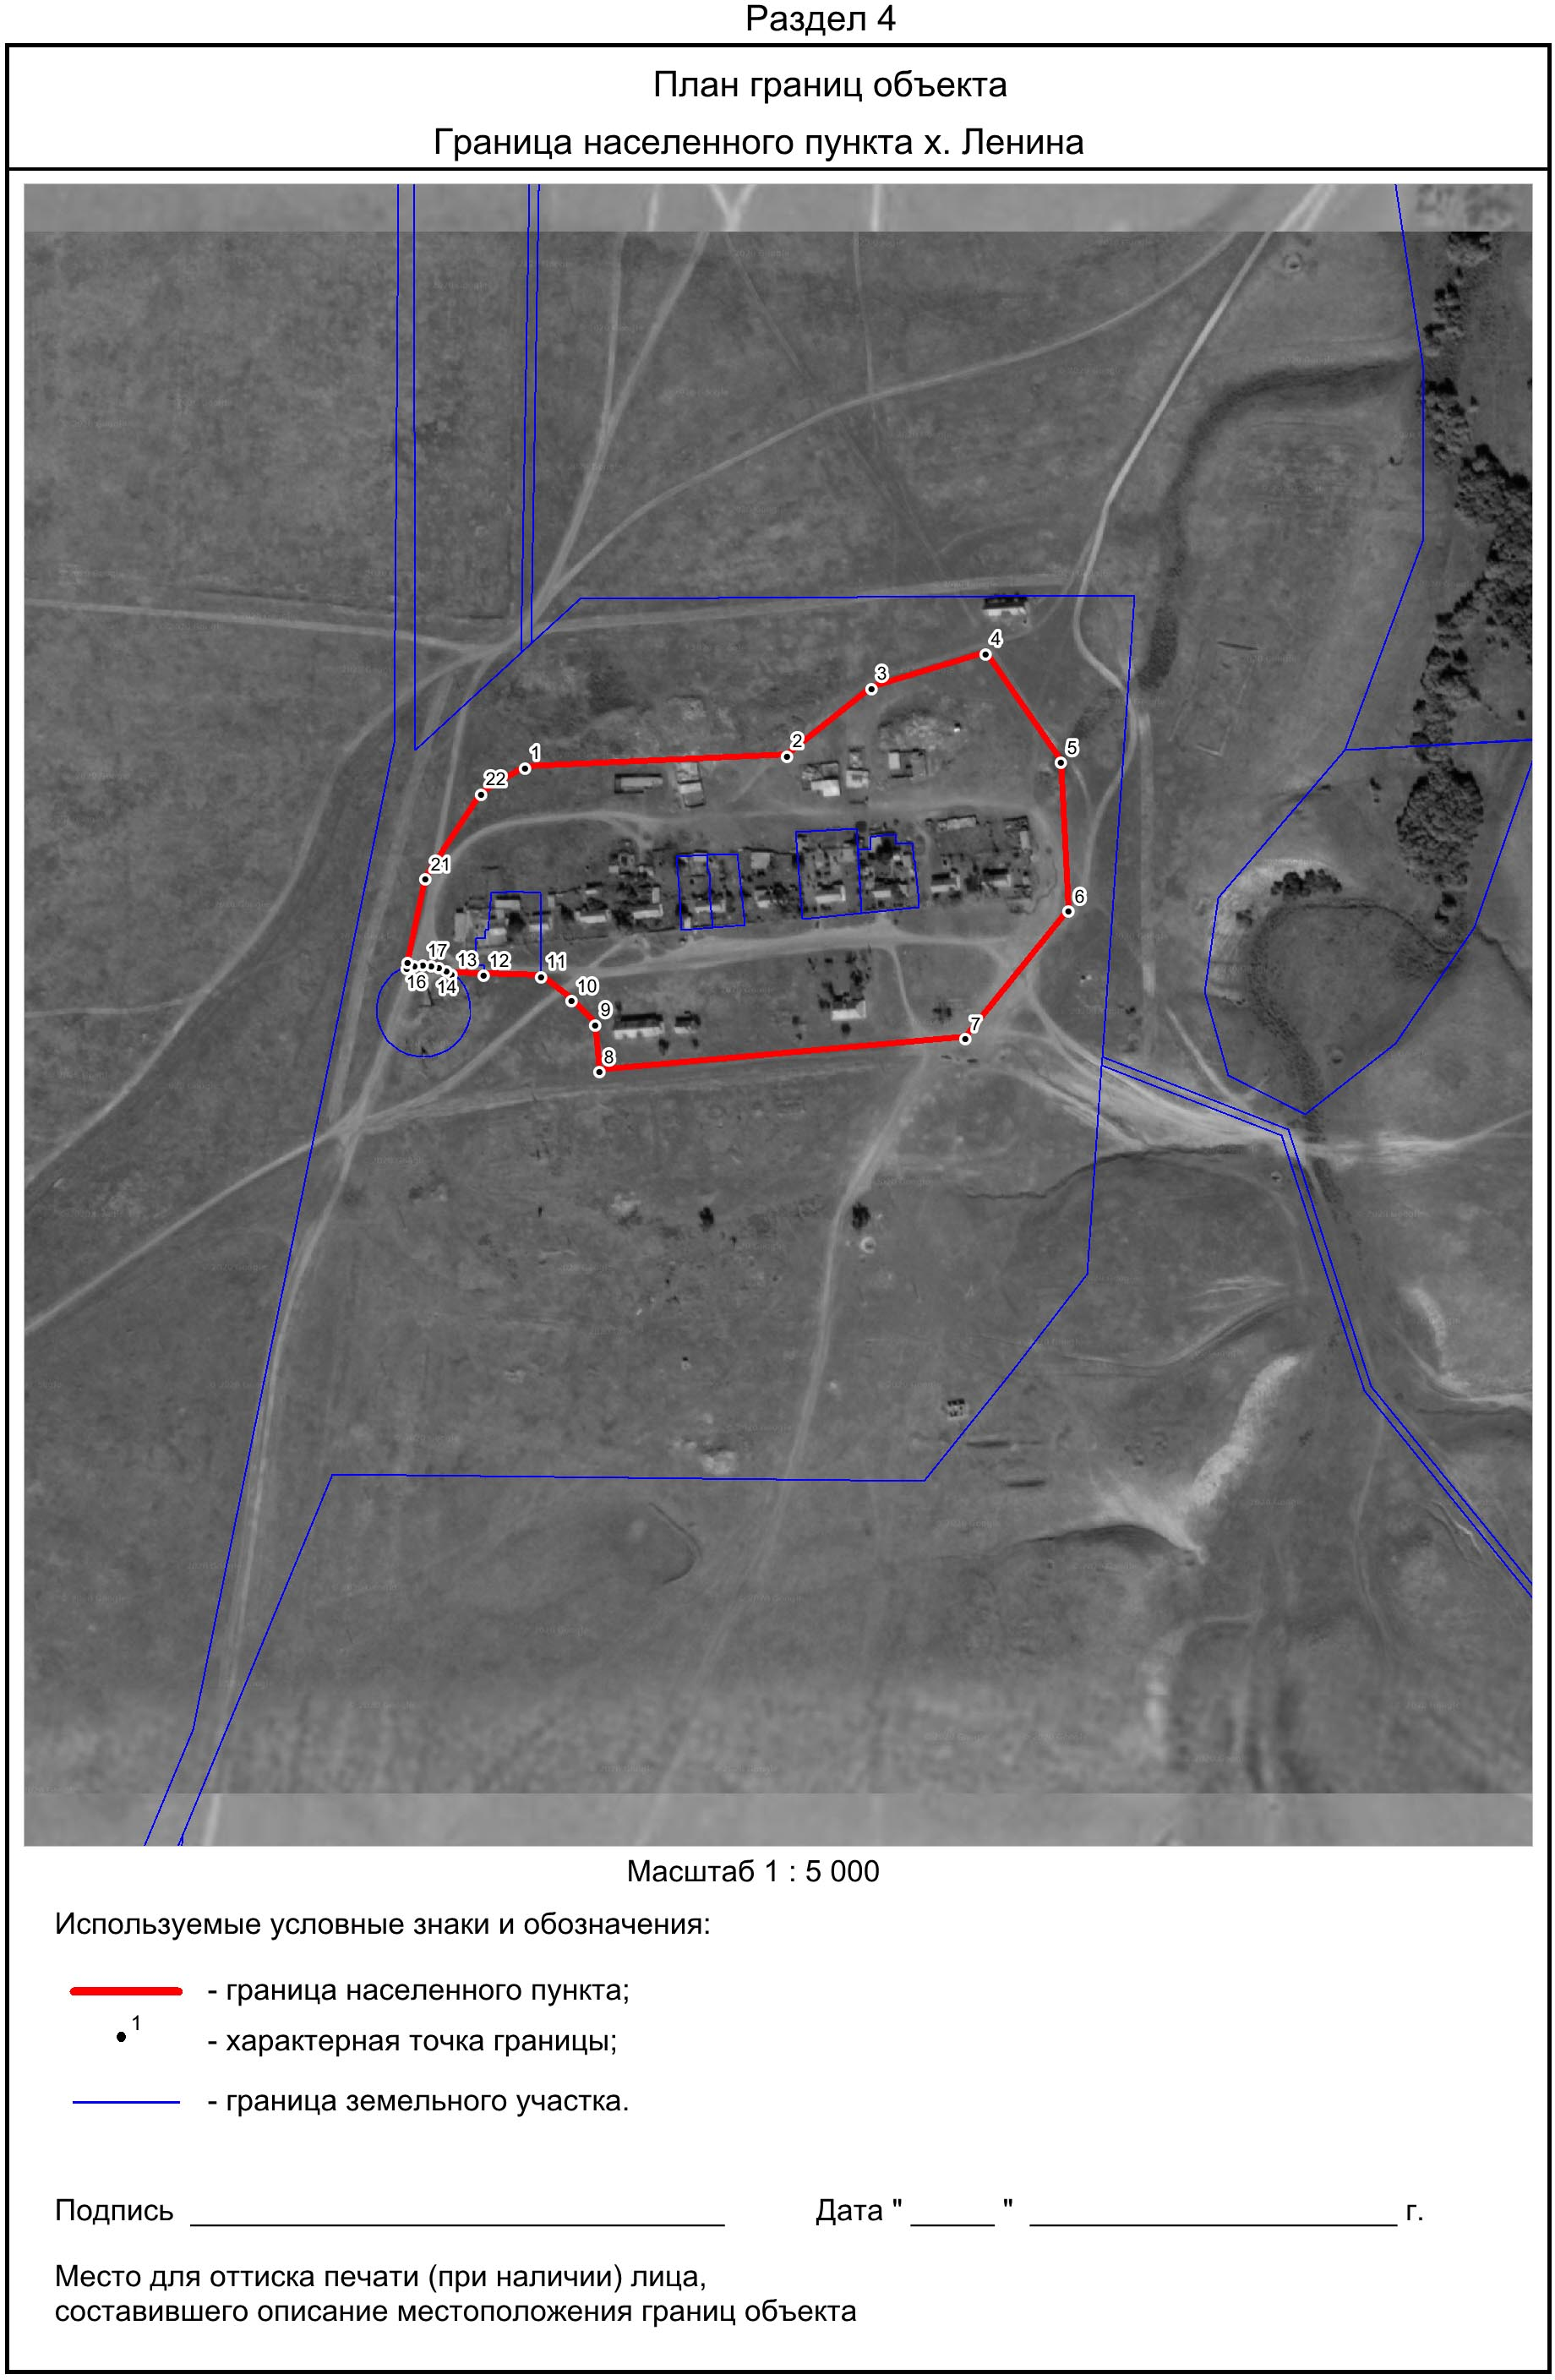 Раздел 4
План границ объекта
Граница населенного пункта х. Ленина
4
3
2
1
5
22
21
6
17
13
12
11
16
14
10
9
7
8
Масштаб 1 : 5 000
Используемые условные знаки и обозначения:
- граница населенного пункта;
1
- характерная точка границы;
- граница земельного участка.
Подпись ________ Дата " ____ " ________ г.
Место для оттиска печати (при наличии) лица,
составившего описание местоположения границ объекта